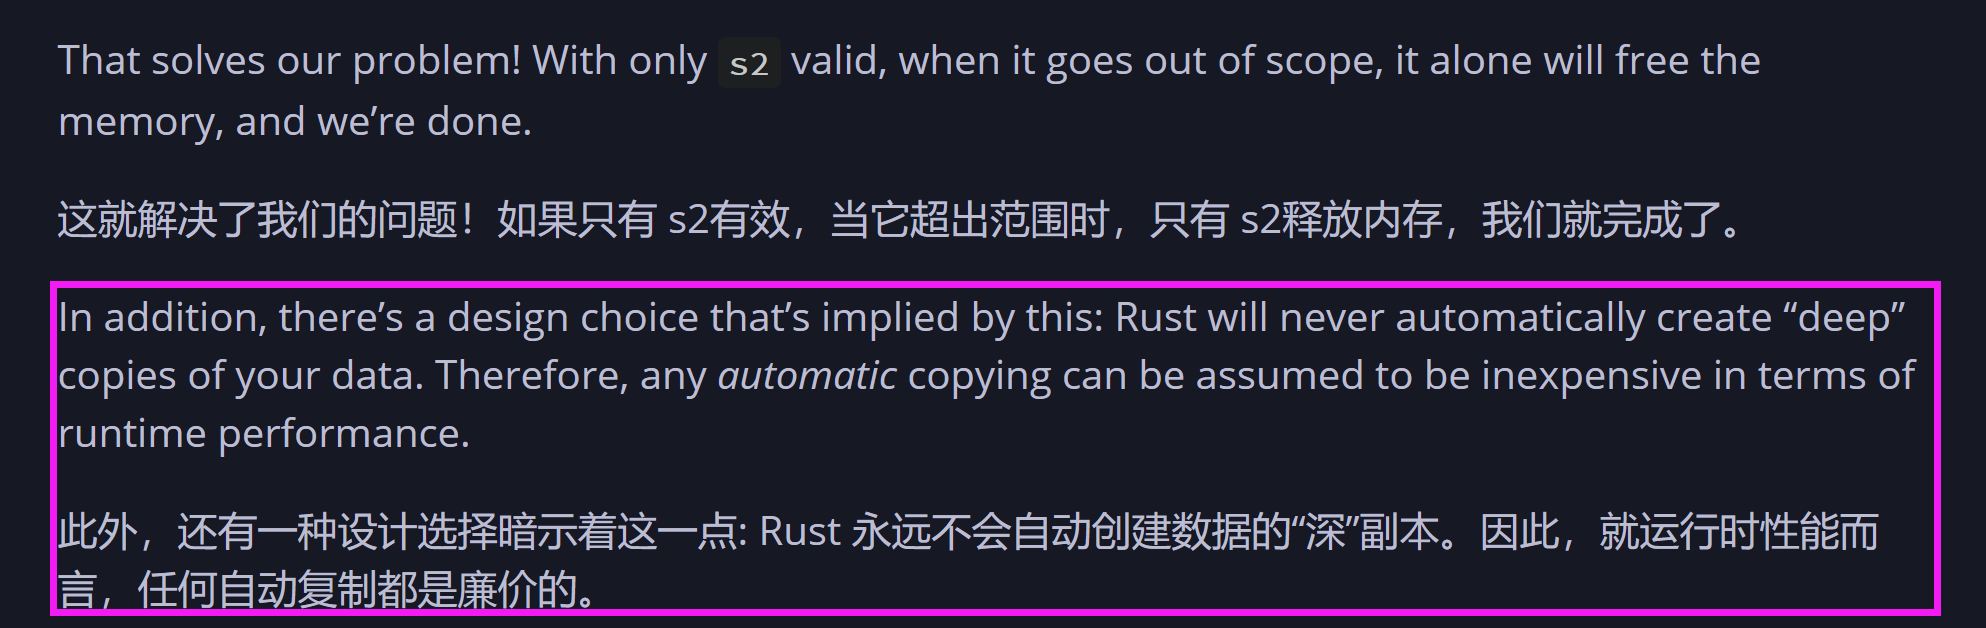 That solves our problem! With only s2 valid, when it goes out of scope, it alone will free the
memory, and we’re done.
这就解决了我们的问题！如果只有 s2有效，当它超出范围时，只有 s2释放内存，我们就完成了。
In addition, there’s a design choice that’s implied by this: Rust will never automatically create “deep”
copies of your data. Therefore, any automatic copying can be assumed to be inexpensive in terms of
runtime performance.
此外，还有一种设计选择暗示着这一点: Rust 永远不会自动创建数据的“深”副本。因此，就运行时性能而
言，任何自动复制都是廉价的。